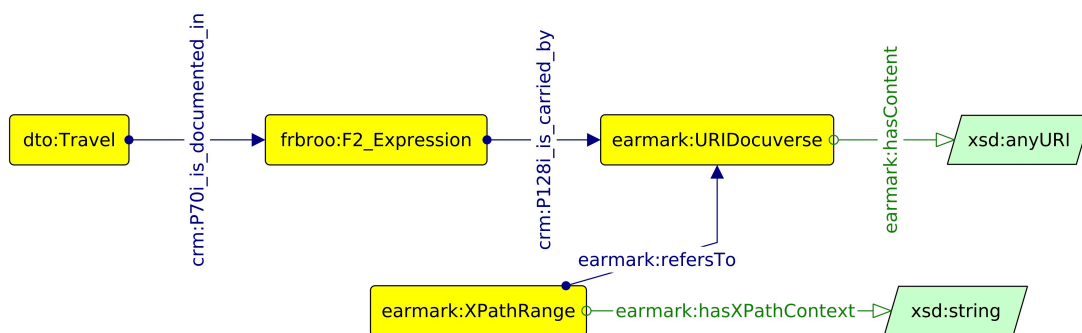 crm:P70i_is_documented_in
crm:P128i_is_carried_by
earmark:hasContent
dto:Travel
frbroo:F2_Expression
earmark:URIDocuverse
xsd:anyURI
earmark:refersTo
earmark:XPathRange
earmark:hasXPathContext
xsd:string